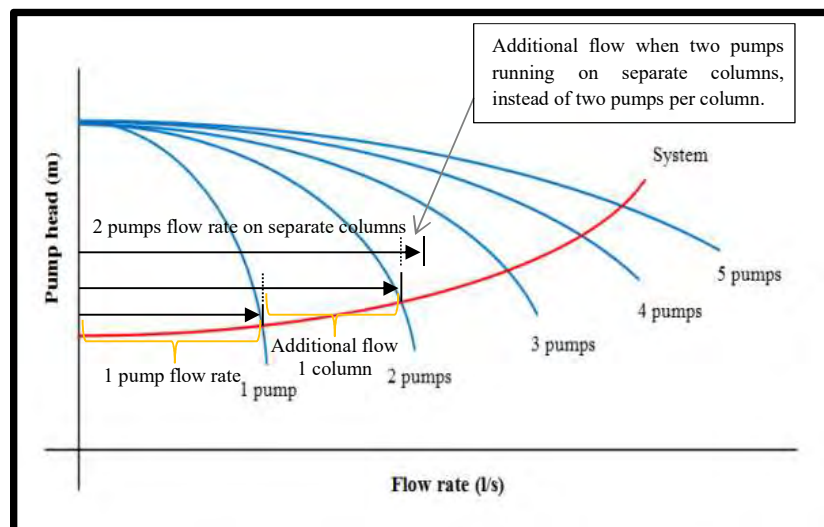 Additional flow when two pumps
running on separate columns,
instead of two pumps per column.
System
Pump head (m)
2 pumps flow rate on separate columns
5 pumps
4 pumps
3 pumps
Additional flow
1 column
1 pump flow rate
2 pumps
1 pump
Flow rate (l/s)